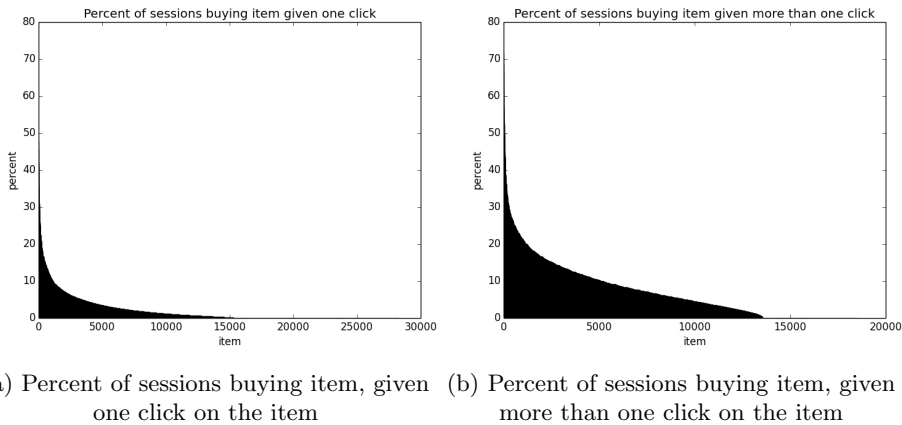 Percent of sessions buying item given one click
80
70
60
50
40
30
20
10
0
percent
0 5000 10000 15000 20000 25000 30000
item
Percent of sessions buying item given more than one click
80
70
60
50
40
30
20
10
0
percent
0 5000 10000 15000 20000
item
) Percent of sessions buying item, given
one click on the item
(b) Percent of sessions buying item, given
more than one click on the item